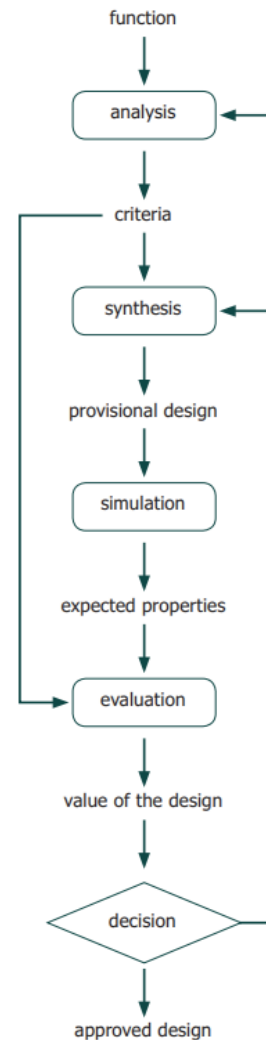 function
analysis
criteria
synthesis
provisional design
simulation
expected properties
evaluation
value of the design
decision
approved design